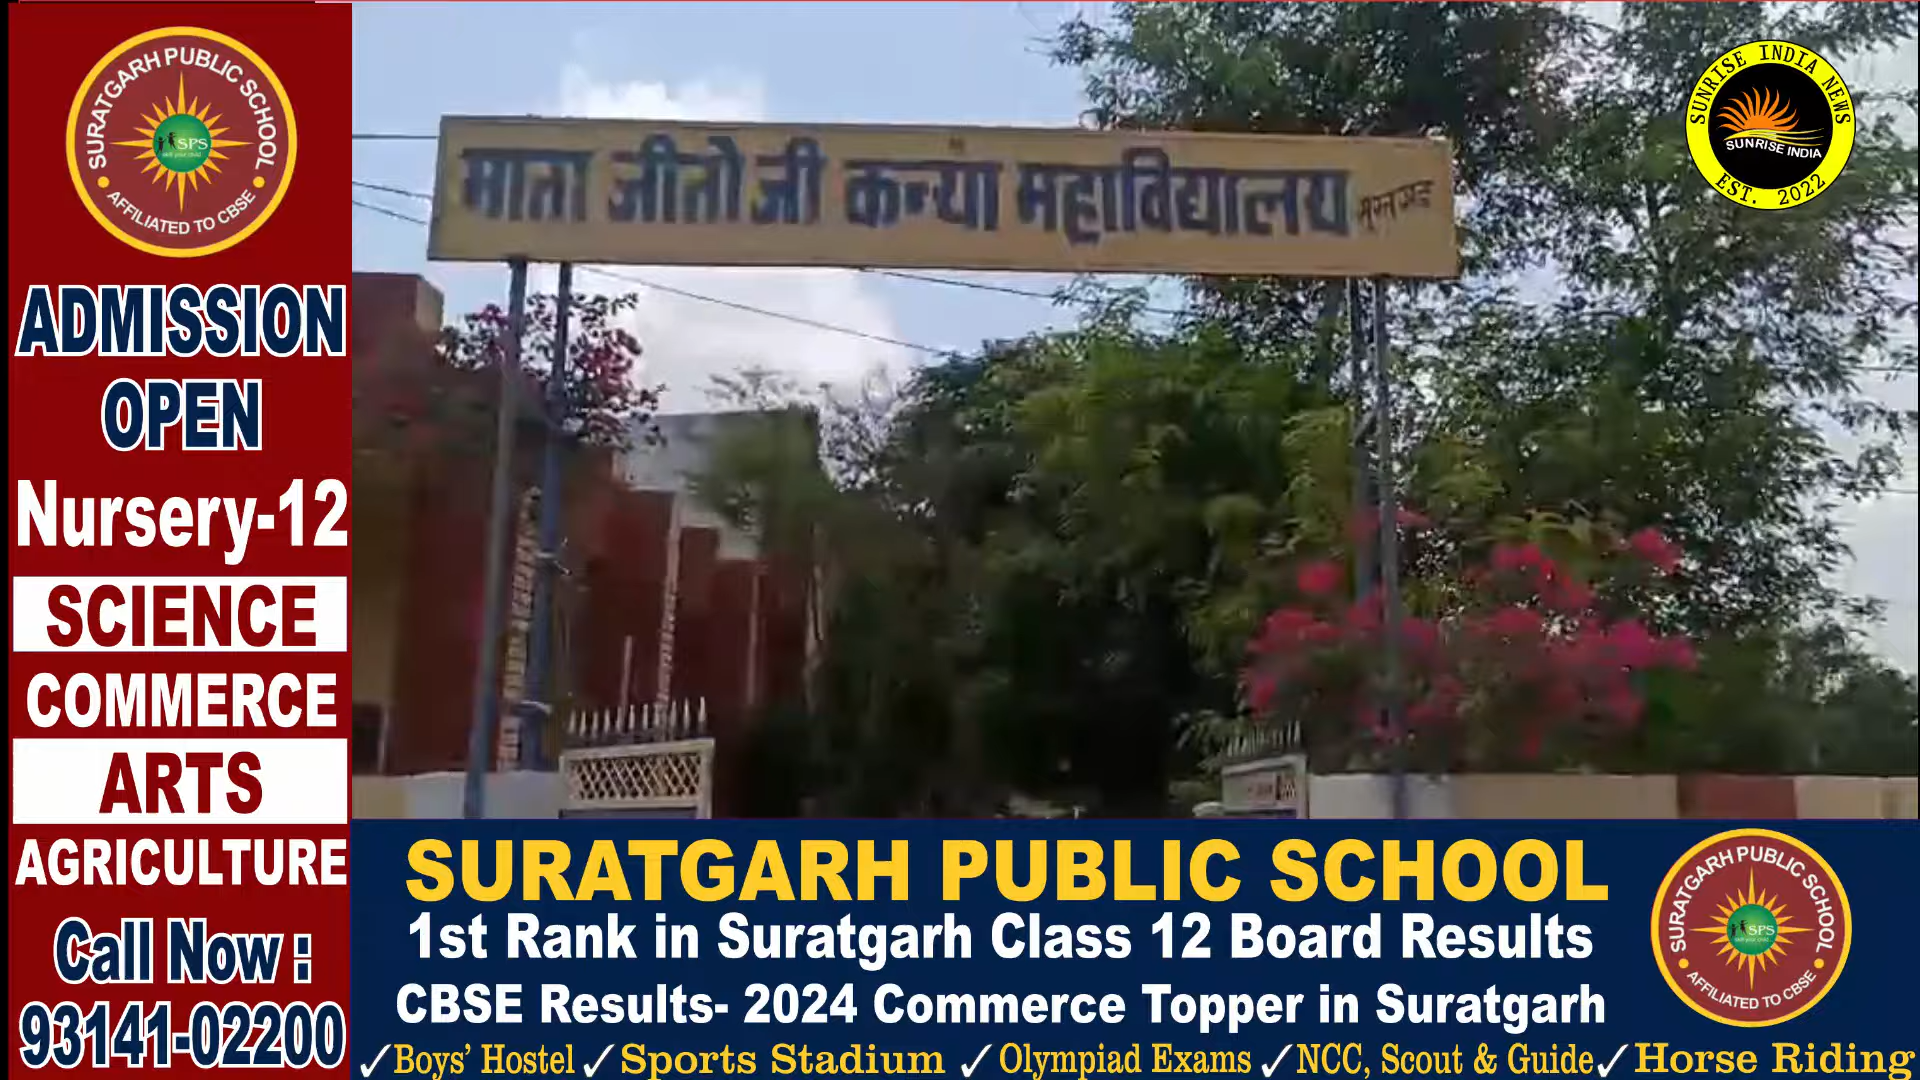 SURATGARH PUBLIC SCHOOL
SPS
AFFILIATED TO CBSE
ADMISSION
OPEN
Nursery-12
SCIENCE
COMMERCE
ARTS
AGRICULTURE
Call Now :
93141-02200
माता जीतो जी कन्या महाविद्यालय सूरतगढ़
SUNRISE INDIA NEWS
SUNRISE INDIA
EST. 2022
SURATGARH PUBLIC SCHOOL
1st Rank in Suratgarh Class 12 Board Results
CBSE Results- 2024 Commerce Topper in Suratgarh
✓Boys’ Hostel ✓Sports Stadium ✓Olympiad Exams ✓NCC, Scout & Guide ✓Horse Riding
SURATGARH PUBLIC SCHOOL
SPS
AFFILIATED TO CBSE